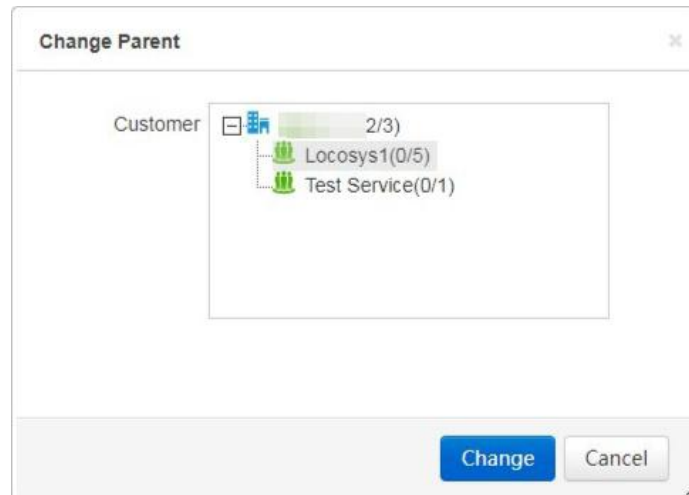 Change Parent
Customer
2/3)
Locosys1(0/5)
Test Service(0/1)
Change
Cancel